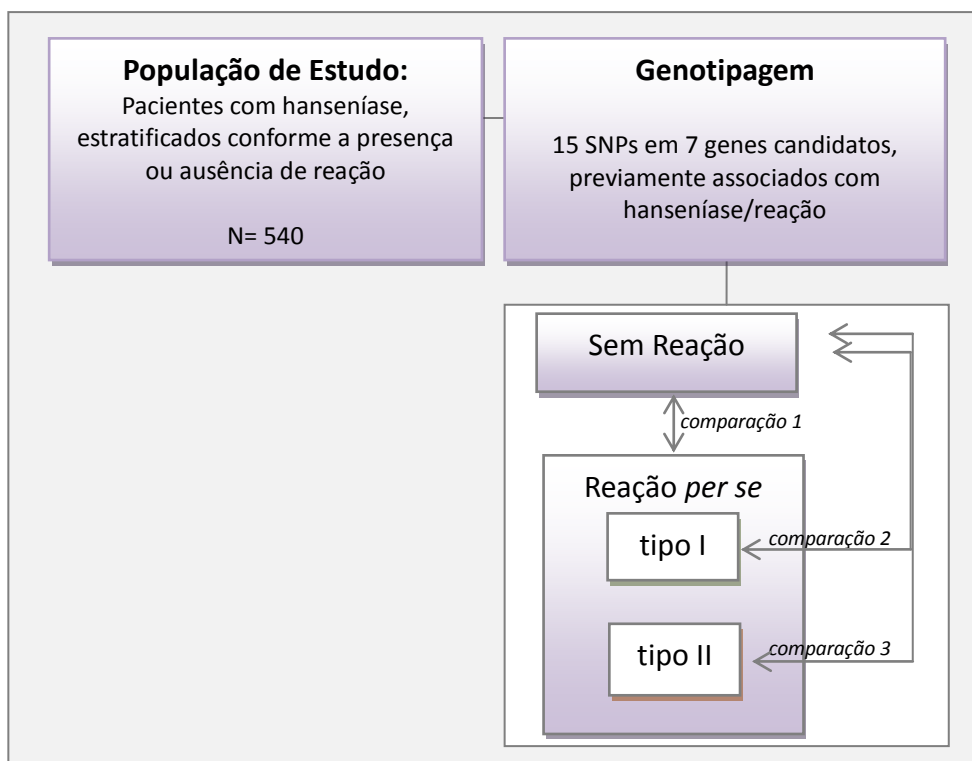 População de Estudo:
Pacientes com hanseníase,
estratificados conforme a presença
ou ausência de reação
N= 540
Genotipagem
15 SNPs em 7 genes candidatos,
previamente associados com
hanseníase/reação
Sem Reação
comparação 1
Reação per se
tipo I
comparação 2
tipo II
comparação 3